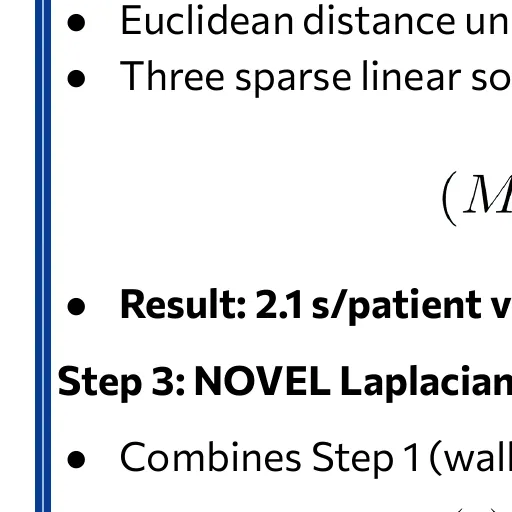 ● Euclidean distance un
● Three sparse linear so
(M
● Result: 2.1 s/patient v
Step 3: NOVEL Laplacian
● Combines Step 1 (wall